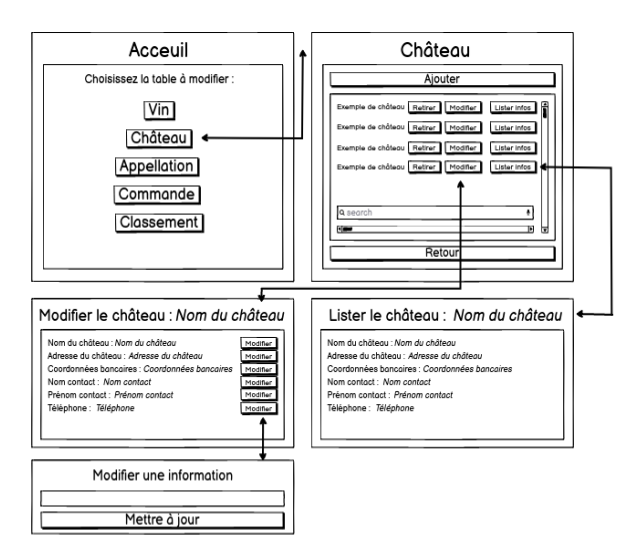 Acceuil
Choisissez la table à modifier :
Vin
Château
Appellation
Commande
Classement
Château
Ajouter
Exemple de château Retirer Modifier Lister infos
Exemple de château Retirer Modifier Lister infos
Exemple de château Retirer Modifier Lister infos
Exemple de château Retirer Modifier Lister infos
search
Retour
Modifier le château : Nom du château
Nom du château : Nom du château Modifier
Adresse du château : Adresse du château Modifier
Coordonnées bancaires : Coordonnées bancaires Modifier
Nom contact : Nom contact Modifier
Prénom contact : Prénom contact Modifier
Téléphone : Téléphone Modifier
Lister le château : Nom du château
Nom du château : Nom du château
Adresse du château : Adresse du château
Coordonnées bancaires : Coordonnées bancaires
Nom contact : Nom contact
Prénom contact : Prénom contact
Téléphone : Téléphone
Modifier une information
Mettre à jour